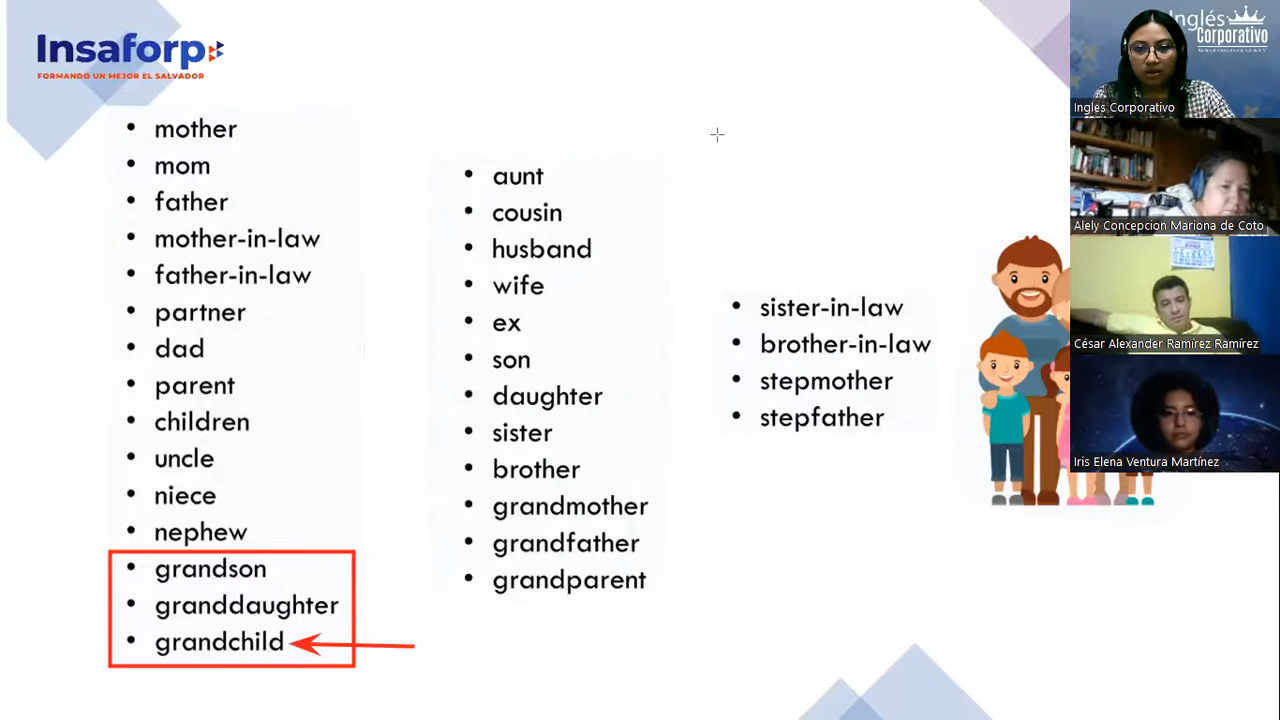 Insaforp
FORMANDO UN MEJOR EL SALVADOR
mother
mom
father
mother-in-law
father-in-law
partner
dad
parent
children
uncle
niece
nephew
grandson
granddaughter
grandchild
aunt
cousin
husband
wife
ex
son
daughter
sister
brother
grandmother
grandfather
grandparent
sister-in-law
brother-in-law
stepmother
stepfather
Inglés
Corporativo
Ingles Corporativo
Alely Concepcion Mariona de Coto
César Alexander Ramírez Ramírez
Iris Elena Ventura Martínez